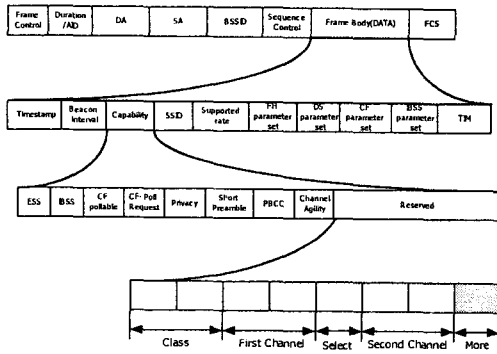 Frame Control
Duration /AID
DA
SA
BSSID
Sequence Control
Frame Body(DATA)
FCS
Timestamp
Beacon Interval
Capability
SSID
Supported rate
FH parameter set
DS parameter set
CF parameter set
IBSS parameter set
TIM
ESS
IBSS
CF pollable
CF-Poll Request
Privacy
Short Preamble
PBCC
Channel Agility
Reserved
Class
First Channel
Select
Second Channel
More